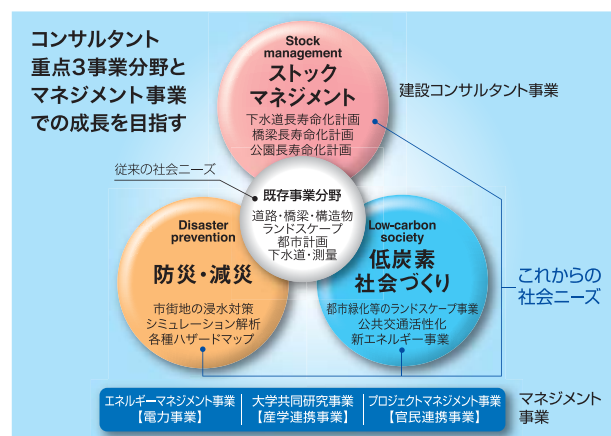 コンサルタント
重点3事業分野と
マネジメント事業
での成長を目指す
Stock
management
ストック
マネジメント
下水道長寿命化計画
橋梁長寿命化計画
公園長寿命化計画
建設コンサルタント事業
従来の社会ニーズ
既存事業分野
道路・橋梁・構造物
ランドスケープ
都市計画
下水道・測量
Disaster
prevention
防災・減災
市街地の浸水対策
シミュレーション解析
各種ハザードマップ
Low-carbon
society
低炭素
社会づくり
都市緑化等のランドスケープ事業
公共交通活性化
新エネルギー事業
これからの
社会ニーズ
エネルギーマネジメント事業
【電力事業】
大学共同研究事業
【産学連携事業】
プロジェクトマネジメント事業
【官民連携事業】
マネジメント
事業